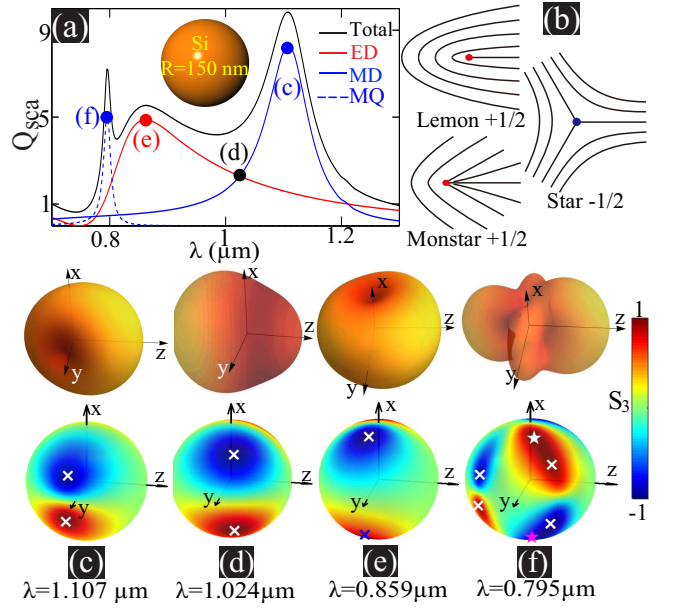 (a)
9
5
1
Q_sca
Si
R=150 nm
Total
ED
MD
MQ
(f)
(e)
(d)
(c)
0.8
1
1.2
λ (μm)
(b)
Lemon +1/2
Star -1/2
Monstar +1/2
x
z
y
x
z
y
x
z
y
x
z
y
1
S_3
-1
x
z
y
x
z
y
x
z
y
x
z
y
(c)
(d)
(e)
(f)
λ=1.107 μm
λ=1.024μm
λ=0.859μm
λ=0.795μm